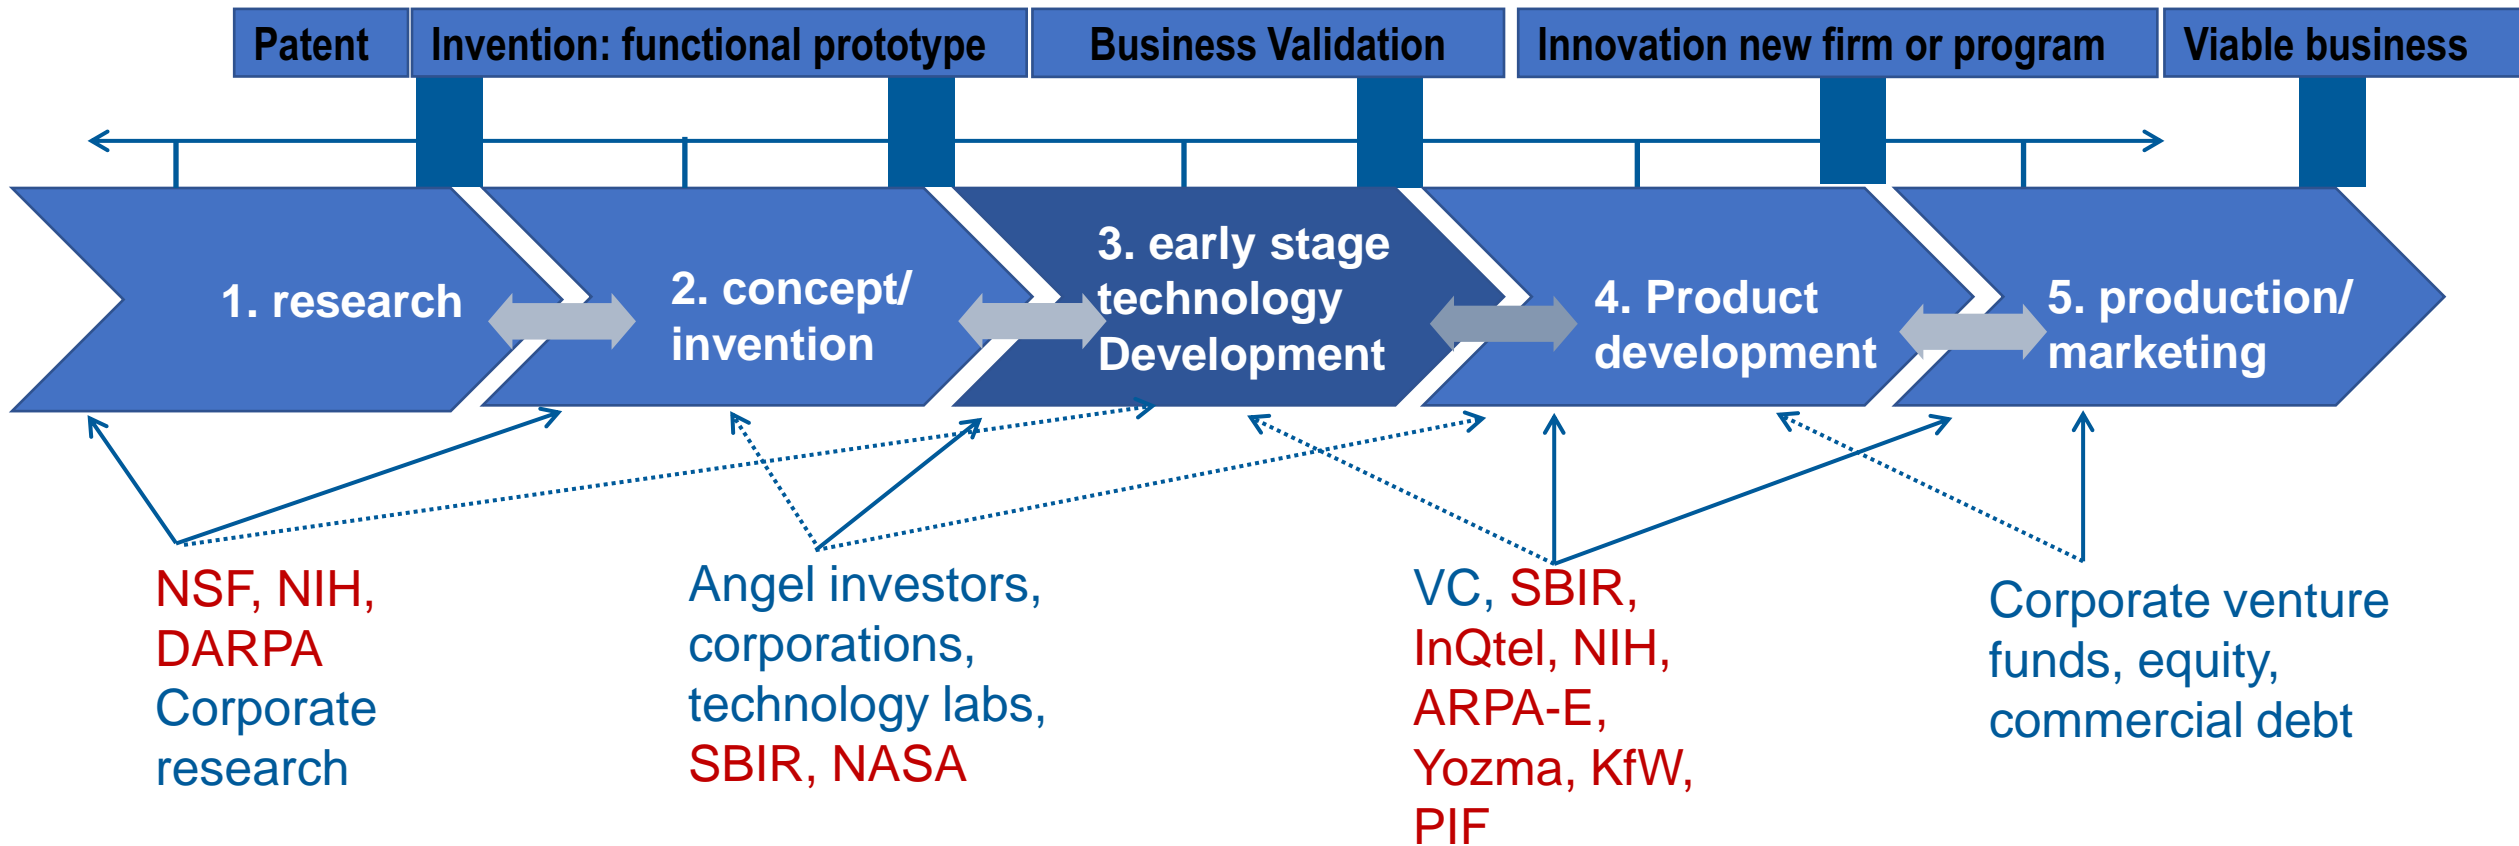 Patent
Invention: functional prototype
Business Validation
Innovation new firm or program
Viable business
1. research
2. concept/
invention
3. early stage
technology
Development
4. Product
development
5. production/
marketing
NSF, NIH,
DARPA
Corporate
research
Angel investors,
corporations,
technology labs,
SBIR, NASA
VC, SBIR,
InQtel, NIH,
ARPA-E,
Yozma, KfW,
PIF
Corporate venture
funds, equity,
commercial debt